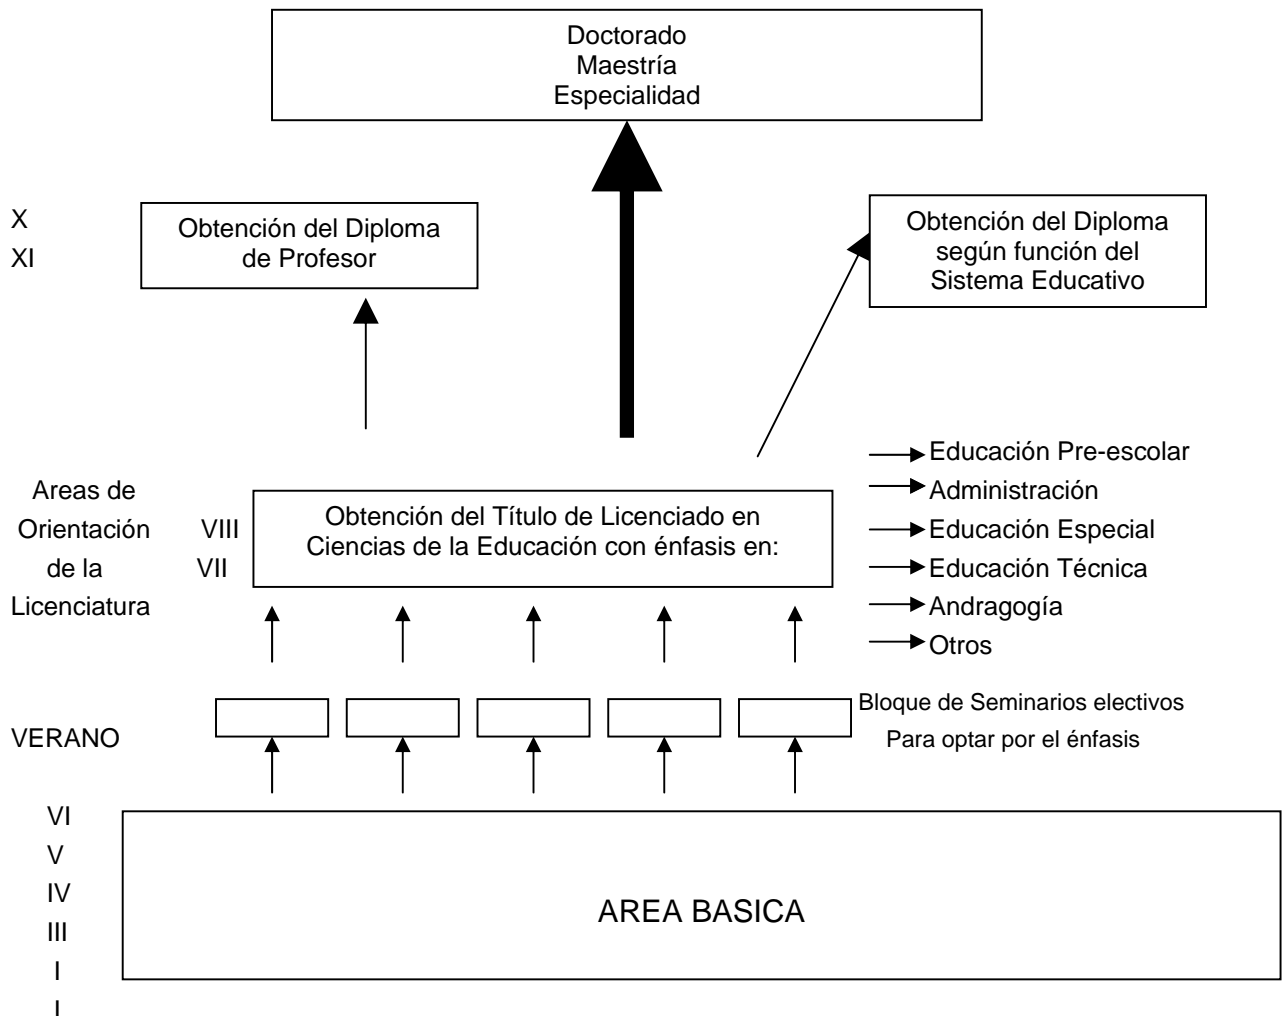 Doctorado
Maestría
Especialidad
X
XI
Obtención del Diploma
de Profesor
Obtención del Diploma
según función del
Sistema Educativo
Areas de
Orientación
de la
Licenciatura
VIII
VII
Obtención del Título de Licenciado en
Ciencias de la Educación con énfasis en:
Educación Pre-escolar
Administración
Educación Especial
Educación Técnica
Andragogía
Otros
VERANO
Bloque de Seminarios electivos
Para optar por el énfasis
VI
V
IV
III
I
I
AREA BASICA